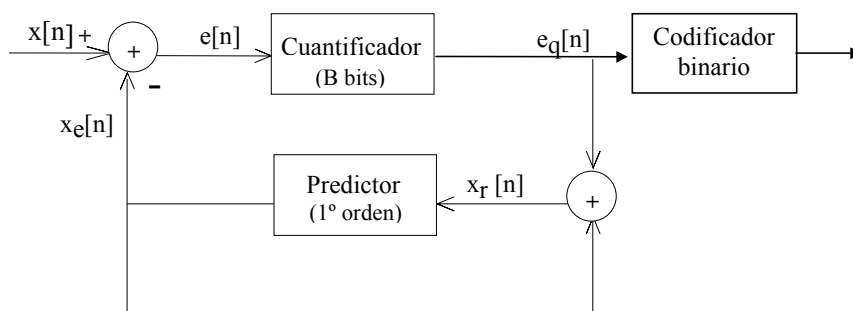 x[n] +
+
e[n]
Cuantificador
(B bits)
eq[n]
Codificador
binario
-
xe[n]
Predictor
(1º orden)
xr [n]
+